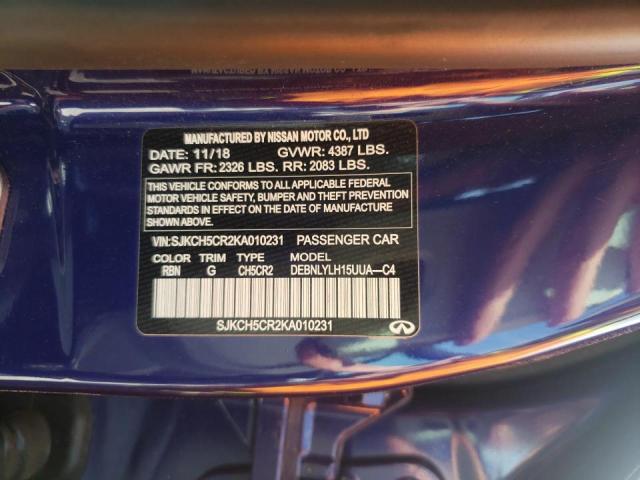 MANUFACTURED BY NISSAN MOTOR CO., LTD
DATE: 11/18 GVWR: 4387 LBS.
GAWR FR: 2326 LBS. RR: 2083 LBS.
THIS VEHICLE CONFORMS TO ALL APPLICABLE FEDERAL
MOTOR VEHICLE SAFETY, BUMPER AND THEFT PREVENTION
STANDARDS IN EFFECT ON THE DATE OF MANUFACTURE
SHOWN ABOVE.
VIN:SJKCH5CR2KA010231 PASSENGER CAR
COLOR TRIM TYPE MODEL
RBN G CH5CR2 DEBNLYLH15UUA—C4
SJKCH5CR2KA010231